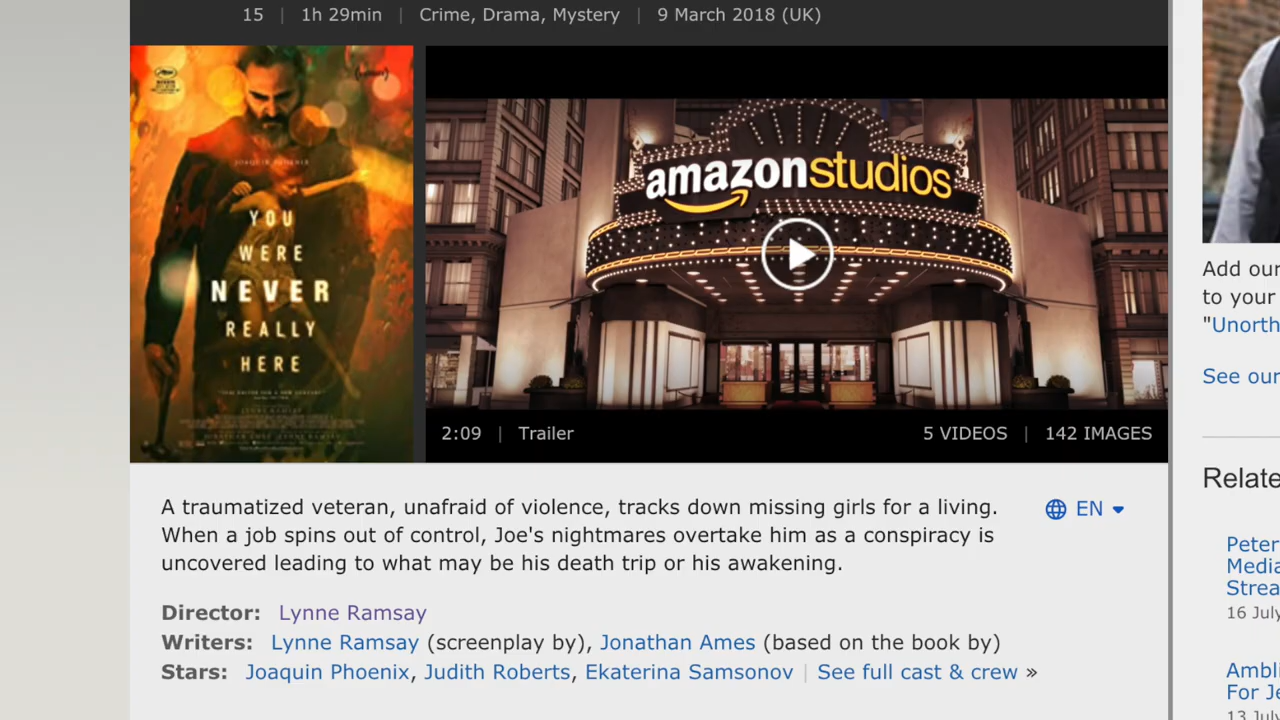 15 | 1h 29min | Crime, Drama, Mystery | 9 March 2018 (UK)
JOAQUIN PHOENIX
YOU
WERE
NEVER
REALLY
HERE
amazonstudios
2:09 | Trailer
5 VIDEOS | 142 IMAGES
A traumatized veteran, unafraid of violence, tracks down missing girls for a living.
When a job spins out of control, Joe's nightmares overtake him as a conspiracy is
uncovered leading to what may be his death trip or his awakening.
EN
Director: Lynne Ramsay
Writers: Lynne Ramsay (screenplay by), Jonathan Ames (based on the book by)
Stars: Joaquin Phoenix, Judith Roberts, Ekaterina Samsonov | See full cast & crew »
Add our
to your
"Unorth
See our
Relate
Peter
Media
Strea
16 July
Ambli
For Je
13 July